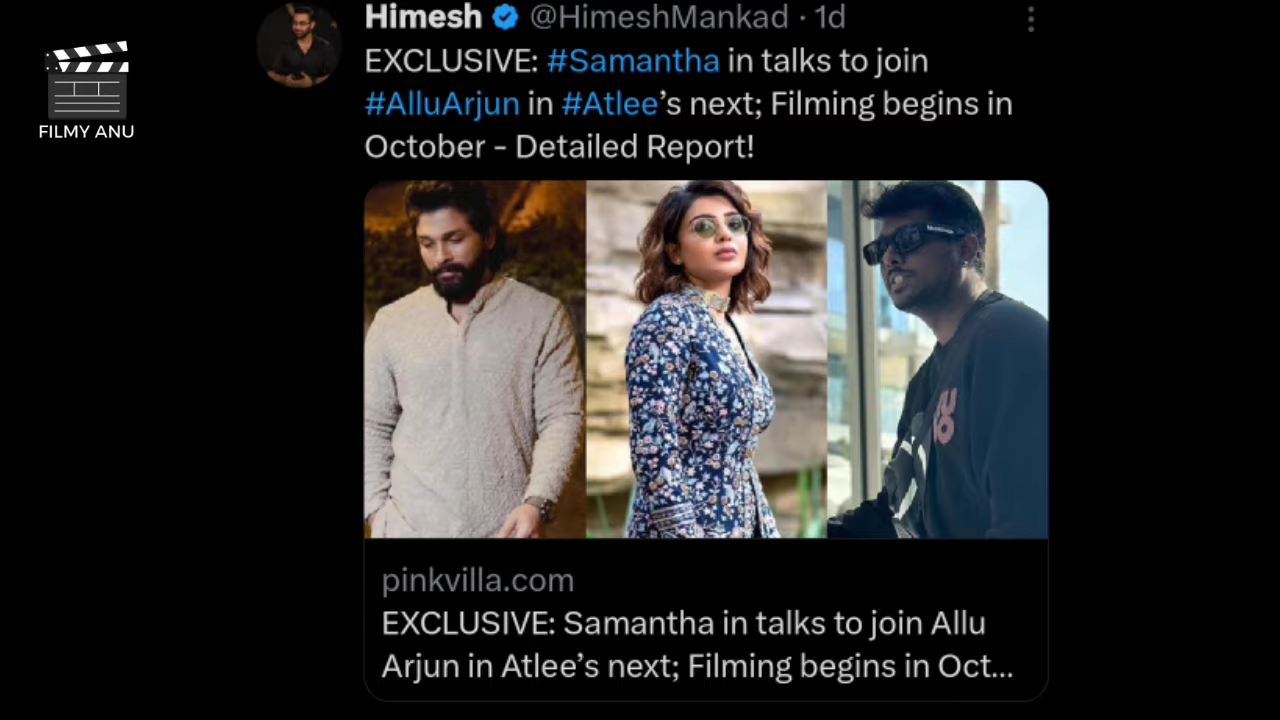 Himesh @HimeshMankad · 1d
EXCLUSIVE: #Samantha in talks to join
#AlluArjun in #Atlee’s next; Filming begins in
October - Detailed Report!
FILMY ANU
pinkvilla.com
EXCLUSIVE: Samantha in talks to join Allu
Arjun in Atlee’s next; Filming begins in Oct...